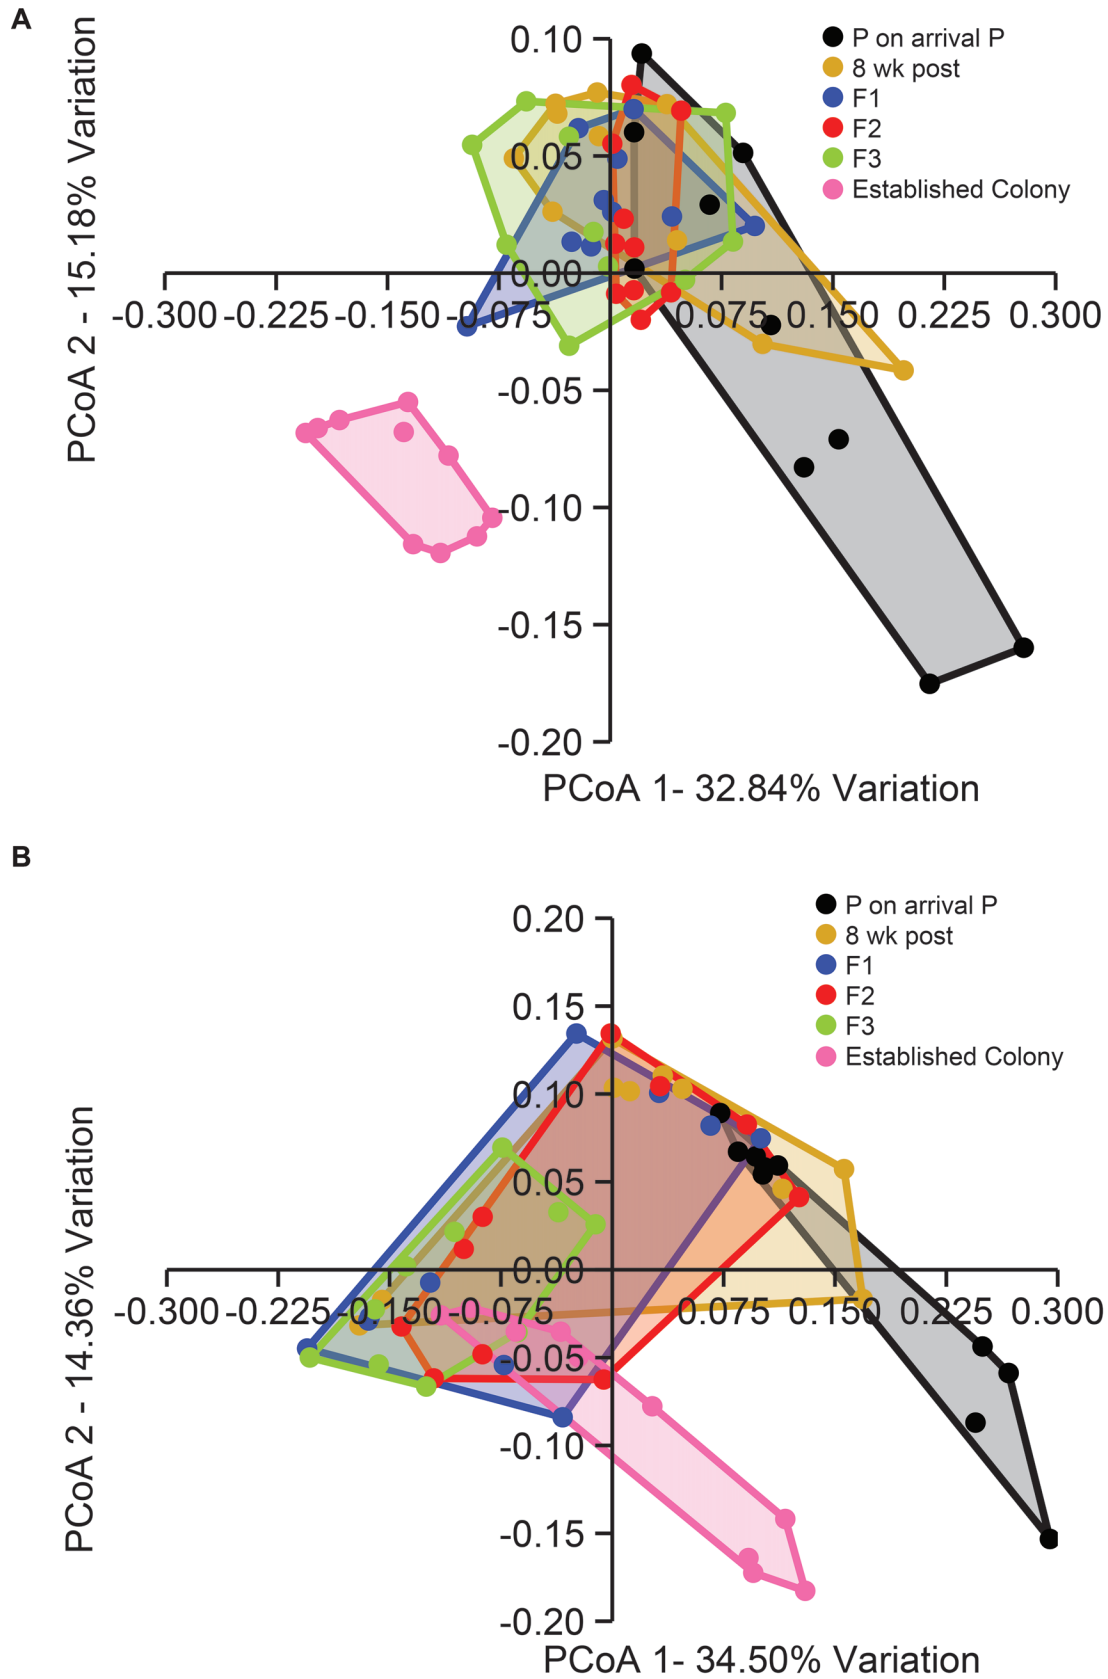 A
PCoA 2 - 15.18% Variation
0.10
0.05
0.00
-0.05
-0.10
-0.15
-0.20
-0.300 -0.225 -0.150 -0.075 0.075 0.150 0.225 0.300
P on arrival P
8 wk post
F1
F2
F3
Established Colony
PCoA 1- 32.84% Variation
B
PCoA 2 - 14.36% Variation
0.20
0.15
0.10
0.05
0.00
-0.05
-0.10
-0.15
-0.20
-0.300 -0.225 -0.150 -0.075 0.075 0.150 0.225 0.300
P on arrival P
8 wk post
F1
F2
F3
Established Colony
PCoA 1- 34.50% Variation